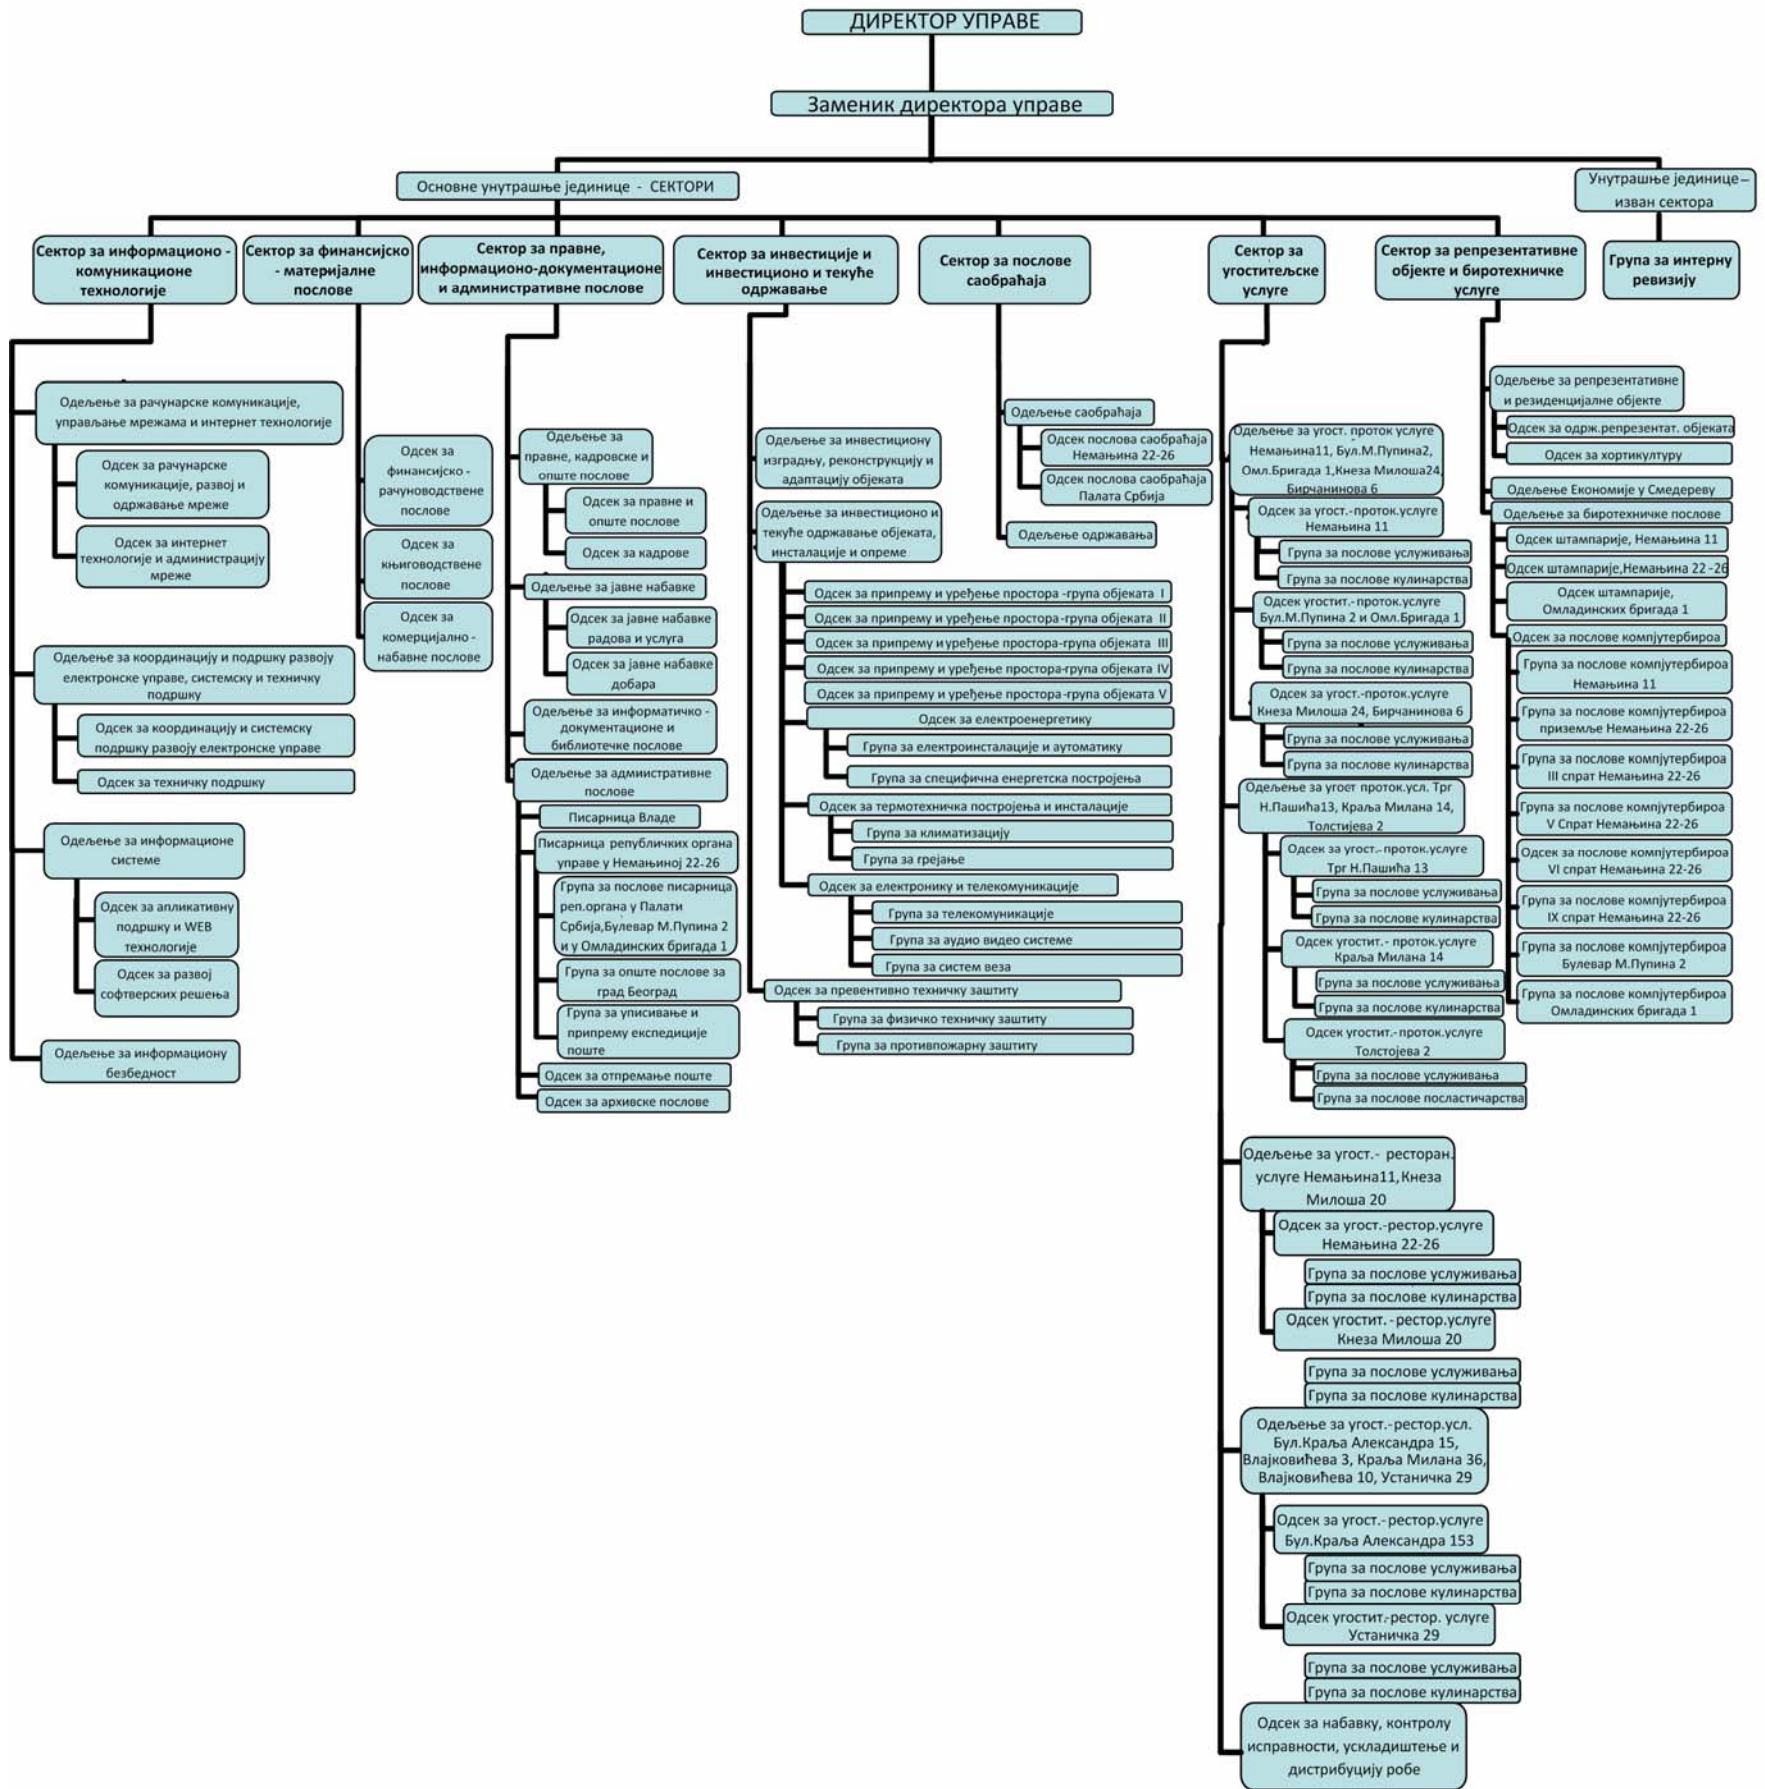 ДИРЕКТОР УПРАВЕ
Заменик директора управе
Основне унутрашње јединице - СЕКТОРИ
Унутрашње јединице–
изван сектора
Сектор за информационо -
комуникационе
технологије
Сектор за финансијско
- материјалне
послове
Сектор за правне,
информационо-документационе
и административне послове
Сектор за инвестиције и
инвестиционо и текуће
одржавање
Сектор за послове
саобраћаја
Сектор за
угоститељске
услуге
Сектор за репрезентативне
објекте и биротехничке
услуге
Група за интерну
ревизију
Одељење за рачунарске комуникације,
управљање мрежама и интернет технологије
Одсек за рачунарске
комуникације, развој и
одржавање мреже
Одсек за интернет
технологије и администрацију
мреже
Одељење за координацију и подршку развоју
електронске управе, системску и техничку
подршку
Одсек за координацију и системску
подршку развоју електронске управе
Одсек за техничку подршку
Одељење за информационе
системе
Одсек за апликативну
подршку и WEB
технологије
Одсек за развој
софтверских решења
Одељење за информациону
безбедност
Одсек за
финансијско -
рачуноводствене
послове
Одсек за
књиговодствене
послове
Одсек за
комерцијално -
набавне послове
Одељење за
правне, кадровске и
опште послове
Одсек за правне и
опште послове
Одсек за кадрове
Одељење за јавне набавке
Одсек за јавне набавке
радова и услуга
Одсек за јавне набавке
добара
Одељење за информатичко -
документационе и
библиотечке послове
Одељење за адмиистративне
послове
Писарница Владе
Писарница републичких органа
управе у Немањиној 22-26
Група за послове писарница
реп.органа у Палати
Србија,Булевар М.Пупина 2
и у Омладинских бригада 1
Група за опште послове за
град Београд
Група за уписивање и
припрему експедиције
поште
Одсек за отпремање поште
Одсек за архивске послове
Одељење за инвестициону
изградњу, реконструкцију и
адаптацију објеката
Одељење за инвестиционо и
текуће одржавање објеката,
инсталације и опреме
Одсек за припрему и уређење простора -група објеката I
Одсек за припрему и уређење простора-група објеката II
Одсек за припрему и уређење простора-група објеката III
Одсек за припрему и уређење простора-група објеката IV
Одсек за припрему и уређење простора-група објеката V
Одсек за електроенергетику
Група за електроинсталације и аутоматику
Група за специфична енергетска постројења
Одсек за термотехничка постројења и инсталације
Група за климатизацију
Група за грејање
Одсек за електронику и телекомуникације
Група за телекомуникације
Група за аудио видео системе
Група за систем веза
Одсек за превентивно техничку заштиту
Група за физичко техничку заштиту
Група за противпожарну заштиту
Одељење саобраћаја
Одсек послова саобраћаја
Немањина 22-26
Одсек послова саобраћаја
Палата Србија
Одељење одржавања
Одељење за угост. проток услуге
Немањина11, Бул.М.Пупина2,
Омл.Бригада 1,Кнеза Милоша24,
Бирчанинова 6
Одсек за угост.-проток.услуге
Немањина 11
Група за послове услуживања
Група за послове кулинарства
Одсек угостит.-проток.услуге
Бул.М.Пупина 2 и Омл.Бригада 1
Група за послове услуживања
Група за послове кулинарства
Одсек за угост.-проток.услуге
Кнеза Милоша 24, Бирчанинова 6
Група за послове услуживања
Група за послове кулинарства
Одељење за угоет проток.усл. Трг
Н.Пашића13, Краља Милана 14,
Толстијева 2
Одсек за угост.-проток.услуге
Трг Н.Пашића 13
Група за послове услуживања
Група за послове кулинарства
Одсек угостит.- проток.услуге
Краља Милана 14
Група за послове услуживања
Група за послове кулинарства
Одсек угостит.-проток.услуге
Толстојева 2
Група за послове услуживања
Група за послове посластичарства
Одељење за угост.- ресторан.
услуге Немањина11,Кнеза
Милоша 20
Одсек за угост.-рестор.услуге
Немањина 22-26
Група за послове услуживања
Група за послове кулинарства
Одсек угостит.-рестор.услуге
Кнеза Милоша 20
Група за послове услуживања
Група за послове кулинарства
Одељење за угост.-рестор.усл.
Бул.Краља Александра 15,
Влајковићева 3, Краља Милана 36,
Влајковићева 10, Устаничка 29
Одсек за угост.-рестор.услуге
Бул.Краља Александра 153
Група за послове услуживања
Група за послове кулинарства
Одсек угостит.-рестор. услуге
Устаничка 29
Група за послове услуживања
Група за послове кулинарства
Одсек за набавку, контролу
исправности, ускладиштење и
дистрибуцију робе
Одељење за репрезентативне
и резиденцијалне објекте
Одсек за одрж.репрезентат. објеката
Одсек за хортикултуру
Одељење Економије у Смедереву
Одељење за биротехничке послове
Одсек штампарије, Немањина 11
Одсек штампарије,Немањина 22 -26
Одсек штампарије,
Омладинских бригада 1
Одсек за послове компјутербироа
Група за послове компјутербироа
Немањина 11
Група за послове компјутербироа
приземље Немањина 22-26
Група за послове компјутербироа
III спрат Немањина 22-26
Група за послове компјутербироа
V Спрат Немањина 22-26
Одсек за послове компјутербироа
VI спрат Немањина 22-26
Група за послове компјутербироа
IX спрат Немањина 22-26
Група за послове компјутербироа
Булевар М.Пупина 2
Група за послове компјутербироа
Омладинских бригада 1